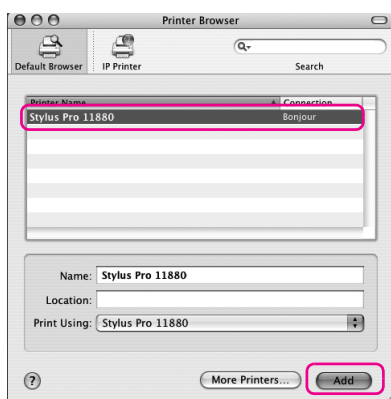 Printer Browser
Default Browser
IP Printer
Q
Search
Printer Name Connection
Stylus Pro 11880 Bonjour
Name: Stylus Pro 11880
Location:
Print Using: Stylus Pro 11880
? More Printers... Add